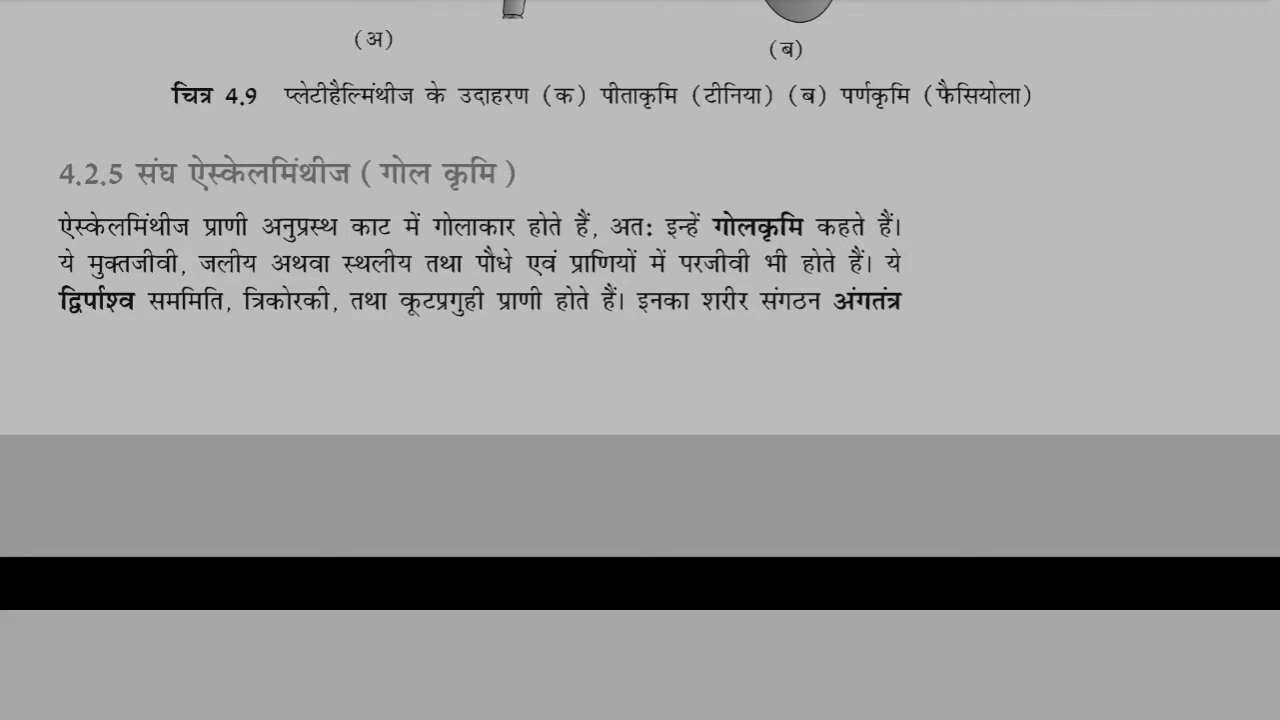 (अ)
(ब)
चित्र 4.9 प्लेटीहैल्मिंथीज के उदाहरण (क) पीताकृमि (टीनिया) (ब) पर्णकृमि (फैसियोला)
4.2.5 संघ ऐस्केलमिंथीज ( गोल कृमि )
ऐस्केलमिंथीज प्राणी अनुप्रस्थ काट में गोलाकार होते हैं, अतः इन्हें गोलकृमि कहते हैं।
ये मुक्तजीवी, जलीय अथवा स्थलीय तथा पौधे एवं प्राणियों में परजीवी भी होते हैं। ये
द्विर्पाश्व सममिति, त्रिकोरकी, तथा कूटप्रगुही प्राणी होते हैं। इनका शरीर संगठन अंगतंत्र